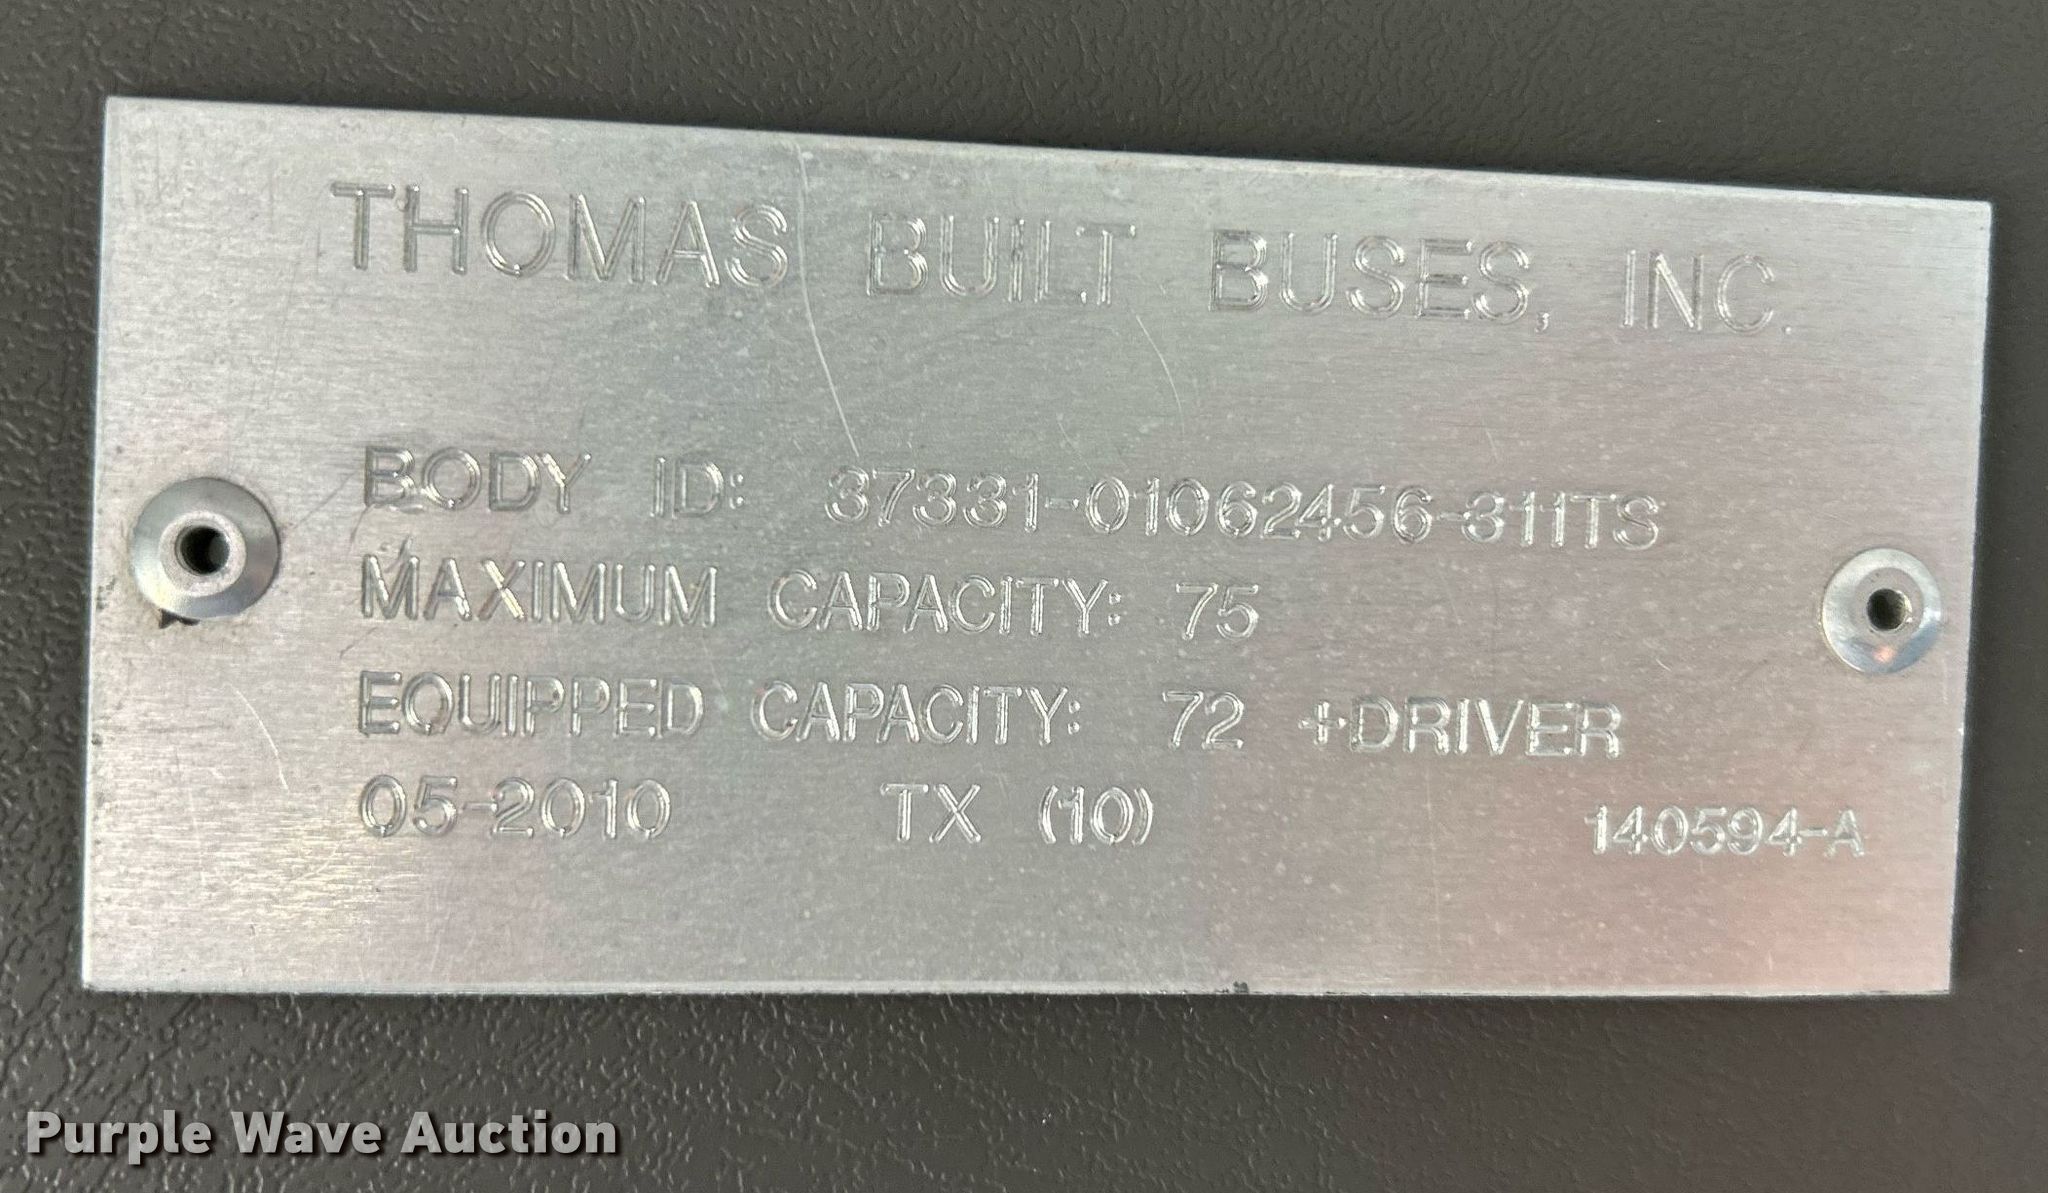 THOMAS BUILT BUSES, INC.
BODY ID: 37331-01062456-311TS
MAXIMUM CAPACITY: 75
EQUIPPED CAPACITY: 72 +DRIVER
05-2010 TX (10) 140594-A
Purple Wave Auction